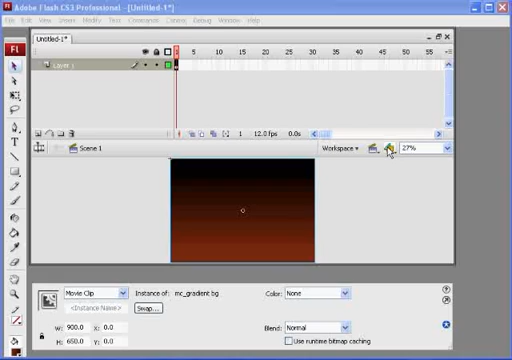 Adobe Flash CS3 Professional - [Untitled-1*]
File Edit View Insert Modify Text Commands Control Debug Window Help
Untitled-1*
5 10 15 20 25 30 35 40 45 50 55 60
Layer 1
1 12.0 fps 0.0s
Scene 1 Workspace 27%
Fl
Movie Clip Instance of: mc_gradient bg Color: None
<Instance Name> Swap...
W: 900.0 X: 0.0 Blend: Normal
H: 650.0 Y: 0.0 Use runtime bitmap caching